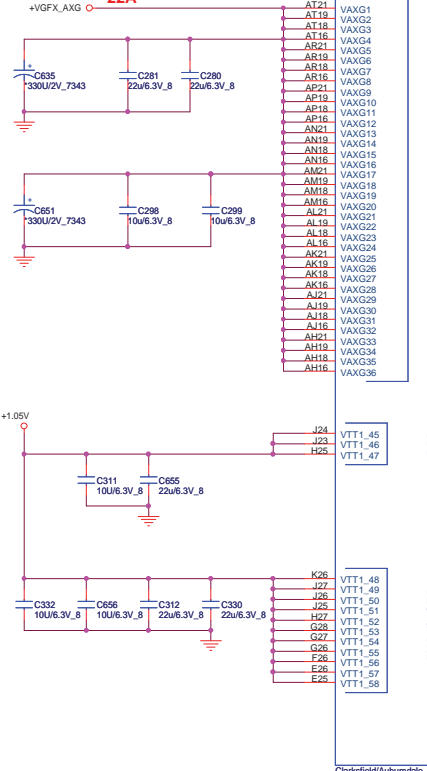 22A
+VGFX_AXG
AT21 VAXG1
AT19 VAXG2
AT18 VAXG3
AT16 VAXG4
AR21 VAXG5
AR19 VAXG6
AR18 VAXG7
AR16 VAXG8
AP21 VAXG9
AP19 VAXG10
AP18 VAXG11
AP16 VAXG12
AN21 VAXG13
AN19 VAXG14
AN18 VAXG15
AN16 VAXG16
AM21 VAXG17
AM19 VAXG18
AM18 VAXG19
AM16 VAXG20
AL21 VAXG21
AL19 VAXG22
AL18 VAXG23
AL16 VAXG24
AK21 VAXG25
AK19 VAXG26
AK18 VAXG27
AK16 VAXG28
AJ21 VAXG29
AJ19 VAXG30
AJ18 VAXG31
AJ16 VAXG32
AH21 VAXG33
AH19 VAXG34
AH18 VAXG35
AH16 VAXG36
+
C635
*330U/2V_7343
C281
22u/6.3V_8
C280
22u/6.3V_8
+
C651
*330U/2V_7343
C298
10u/6.3V_8
C299
10u/6.3V_8
+1.05V
J24 VTT1_45
J23 VTT1_46
H25 VTT1_47
C311
10U/6.3V_8
C655
22u/6.3V_8
K26 VTT1_48
J27 VTT1_49
J26 VTT1_50
J25 VTT1_51
H27 VTT1_52
G28 VTT1_53
G27 VTT1_54
G26 VTT1_55
F26 VTT1_56
E26 VTT1_57
E25 VTT1_58
C332
10U/6.3V_8
C656
10U/6.3V_8
C312
22u/6.3V_8
C330
22u/6.3V_8
Clarksfield/Auburndale